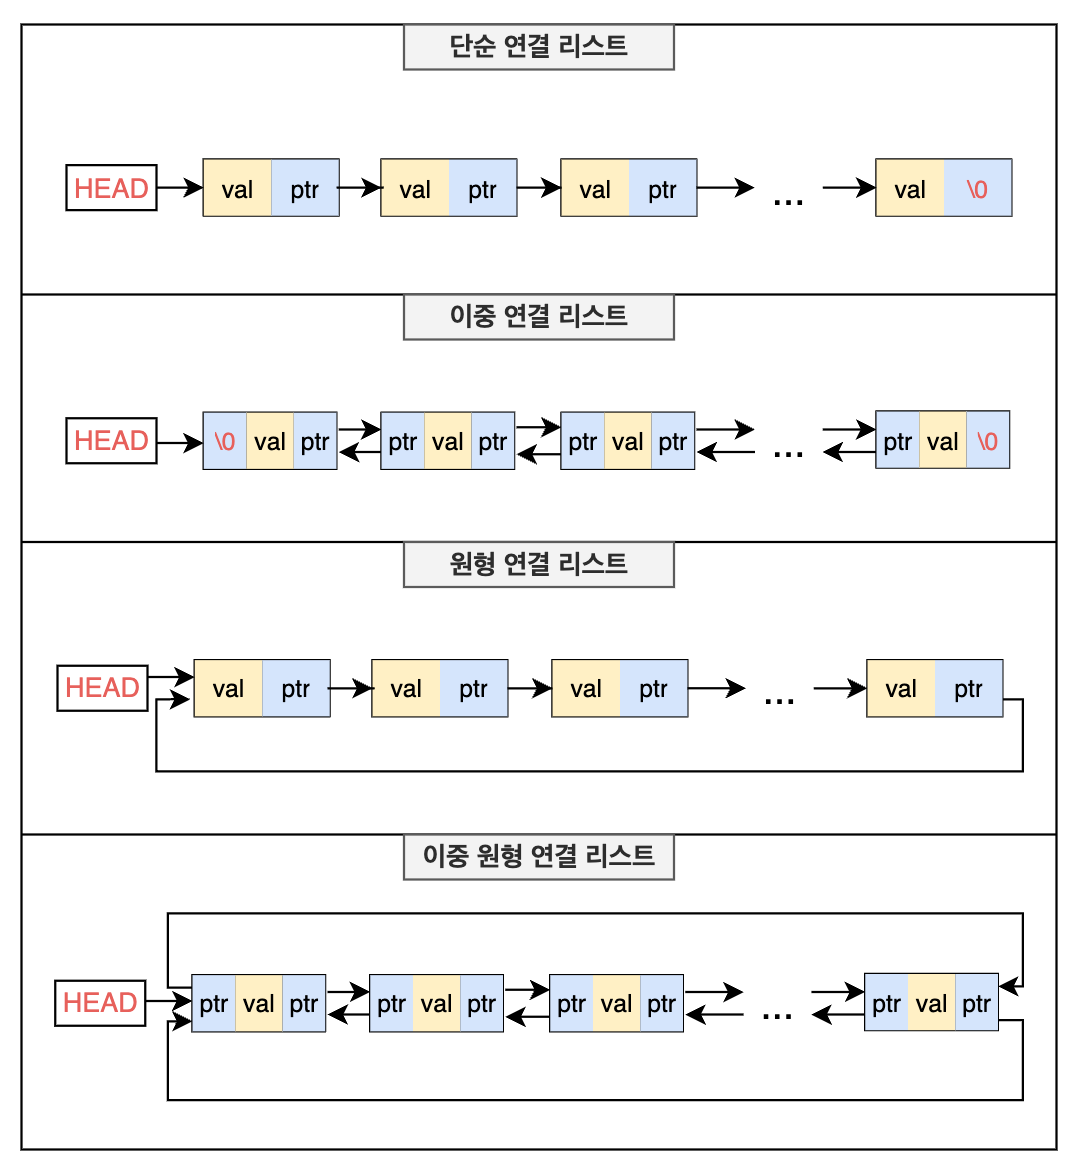 단순 연결 리스트
HEAD val ptr val ptr val ptr ... val \0
이중 연결 리스트
HEAD \0 val ptr ptr val ptr ptr val ptr ... ptr val \0
원형 연결 리스트
HEAD val ptr val ptr val ptr ... val ptr
이중 원형 연결 리스트
HEAD ptr val ptr ptr val ptr ptr val ptr ... ptr val ptr